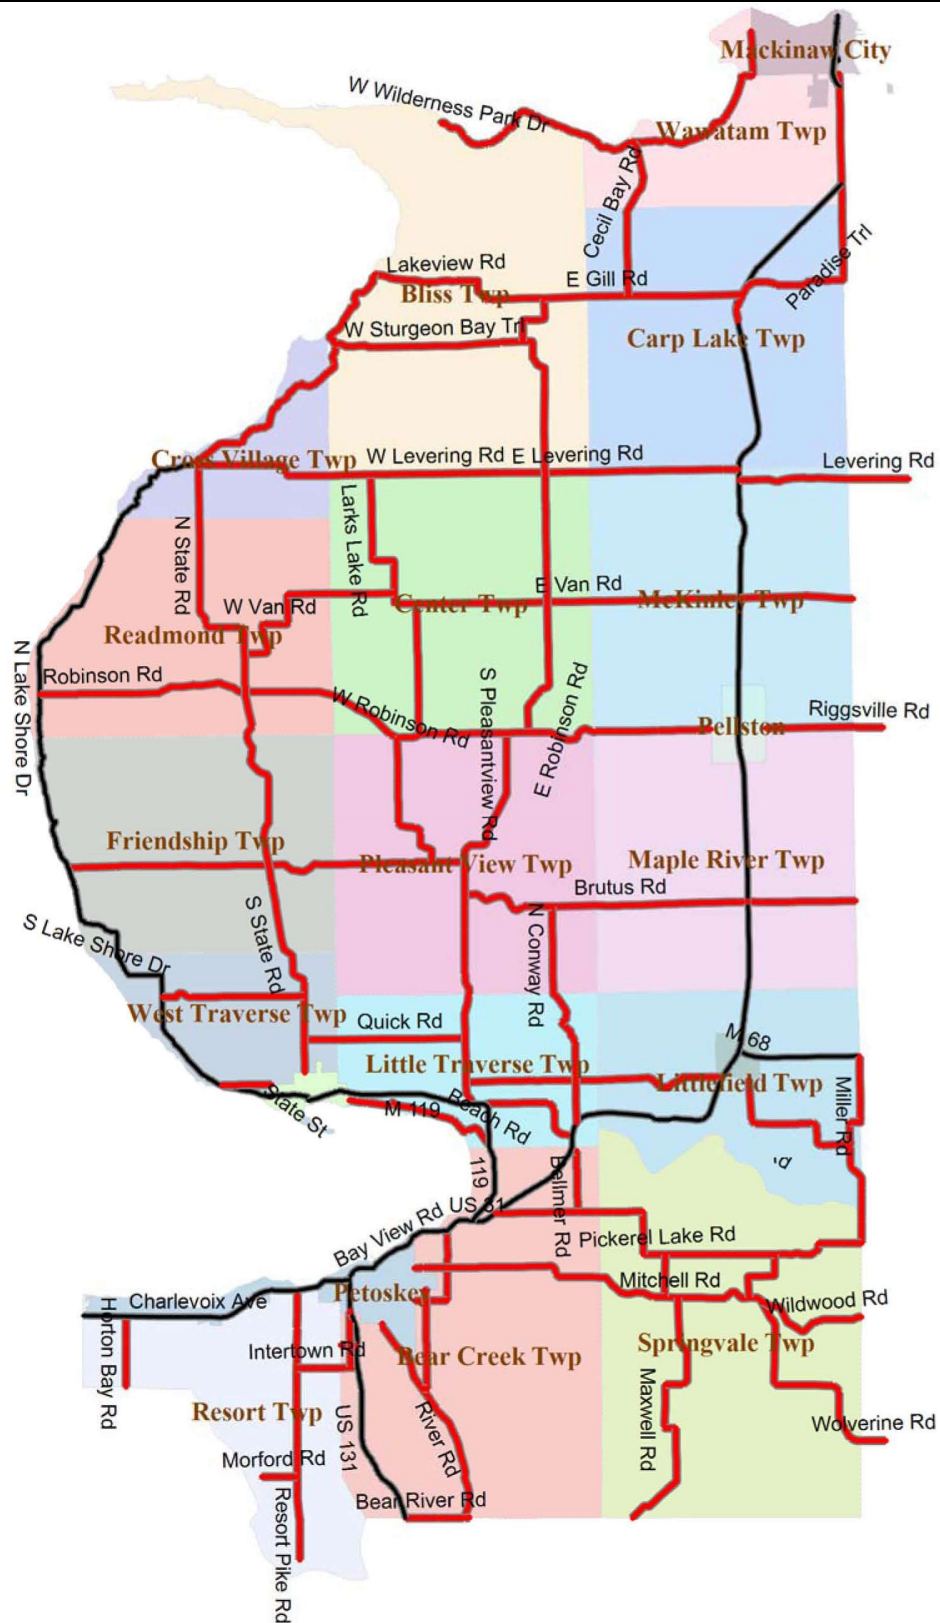 Mackinaw City
W Wilderness Park Dr
Wawatam Twp
Cecil Bay Rd
Paradise Trl
Lakeview Rd
E Gill Rd
Bliss Twp
W Sturgeon Bay Trl
Carp Lake Twp
Cross Village Twp
W Levering Rd
E Levering Rd
Levering Rd
Larks Lake Rd
N State Rd
E Van Rd
W Van Rd
Center Twp
McKinley Twp
Readmond Twp
N Lake Shore Dr
Robinson Rd
W Robinson Rd
S Pleasantview Rd
E Robinson Rd
Riggsville Rd
Pellston
Friendship Twp
Pleasant View Twp
Maple River Twp
Brutus Rd
S Lake Shore Dr
S State Rd
N Conway Rd
West Traverse Twp
Quick Rd
M 68
Little Traverse Twp
Littlefield Twp
State St
M 119
Beach Rd
Miller Rd
119
Bellmer Rd
US 31
Bay View Rd
Pickerel Lake Rd
Mitchell Rd
Petoskey
Charlevoix Ave
Wildwood Rd
Horton Bay Rd
Intertown Rd
Bear Creek Twp
Springvale Twp
Resort Twp
US 131
River Rd
Maxwell Rd
Wolverine Rd
Morford Rd
Bear River Rd
Resort Pike Rd